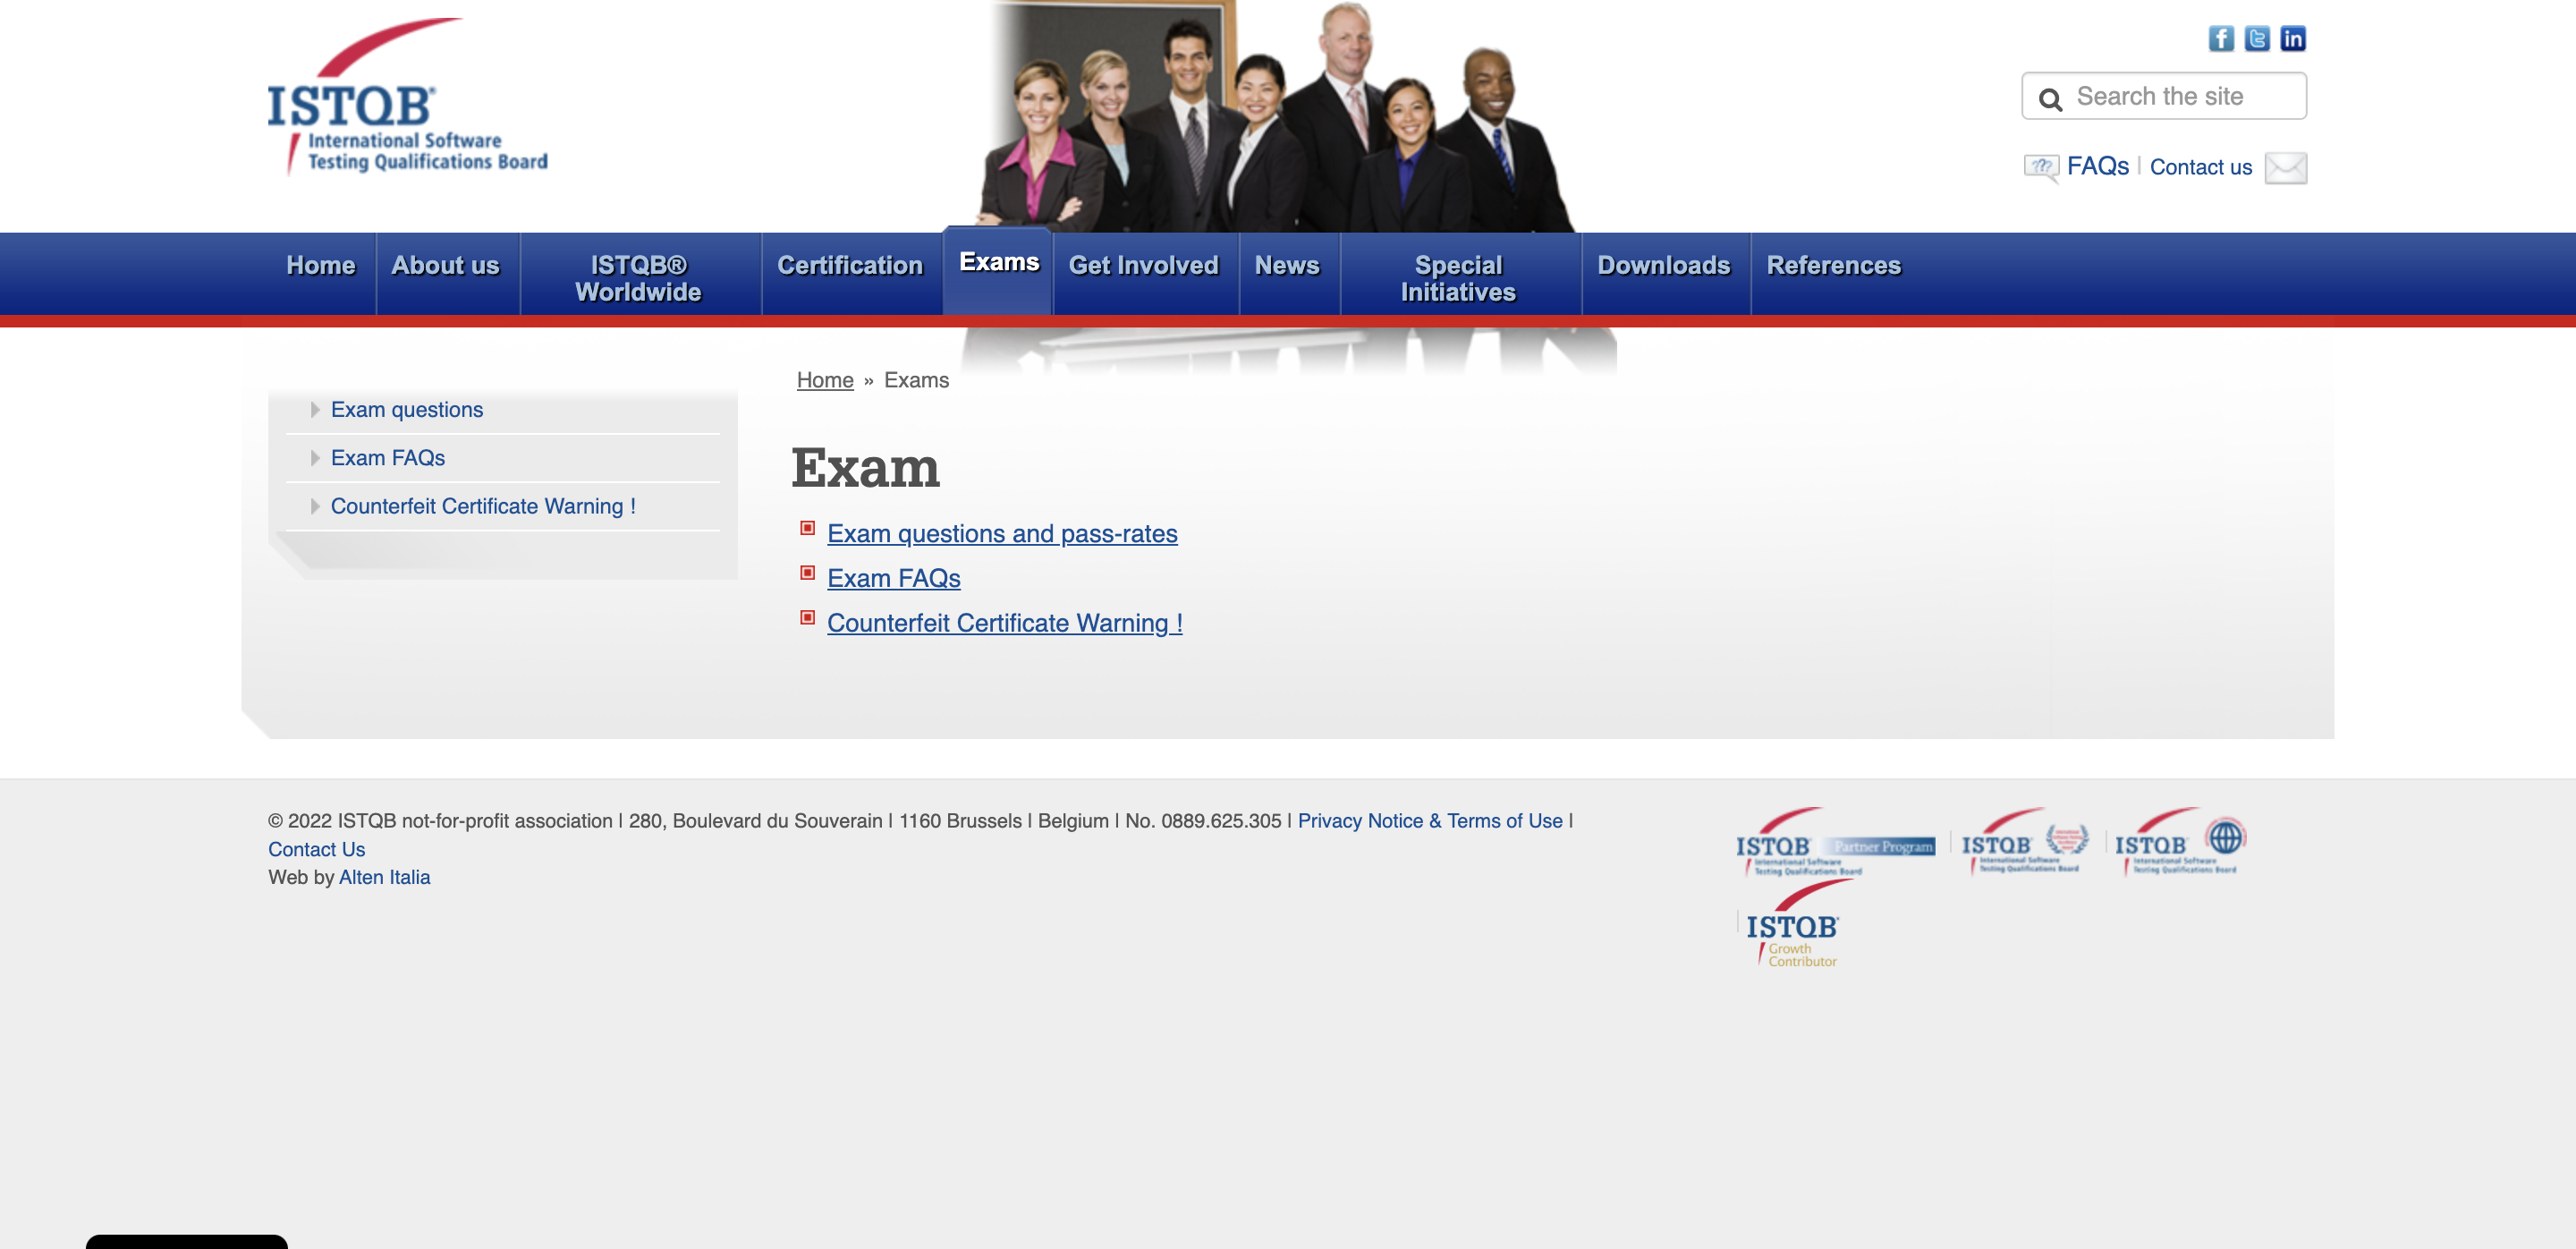 ISTQB®
International Software
Testing Qualifications Board
Search the site
??? FAQs | Contact us
Home
About us
ISTQB®
Worldwide
Certification
Exams
Get Involved
News
Special
Initiatives
Downloads
References
Home » Exams
Exam questions
Exam FAQs
Counterfeit Certificate Warning !
Exam
Exam questions and pass-rates
Exam FAQs
Counterfeit Certificate Warning !
© 2022 ISTQB not-for-profit association | 280, Boulevard du Souverain | 1160 Brussels | Belgium | No. 0889.625.305 | Privacy Notice & Terms of Use |
Contact Us
Web by Alten Italia
ISTQB® Partner Program
International Software
Testing Qualifications Board
ISTQB®
International Software
Testing Qualifications Board
ISTQB®
International Software
Testing Qualifications Board
ISTQB®
Growth
Contributor